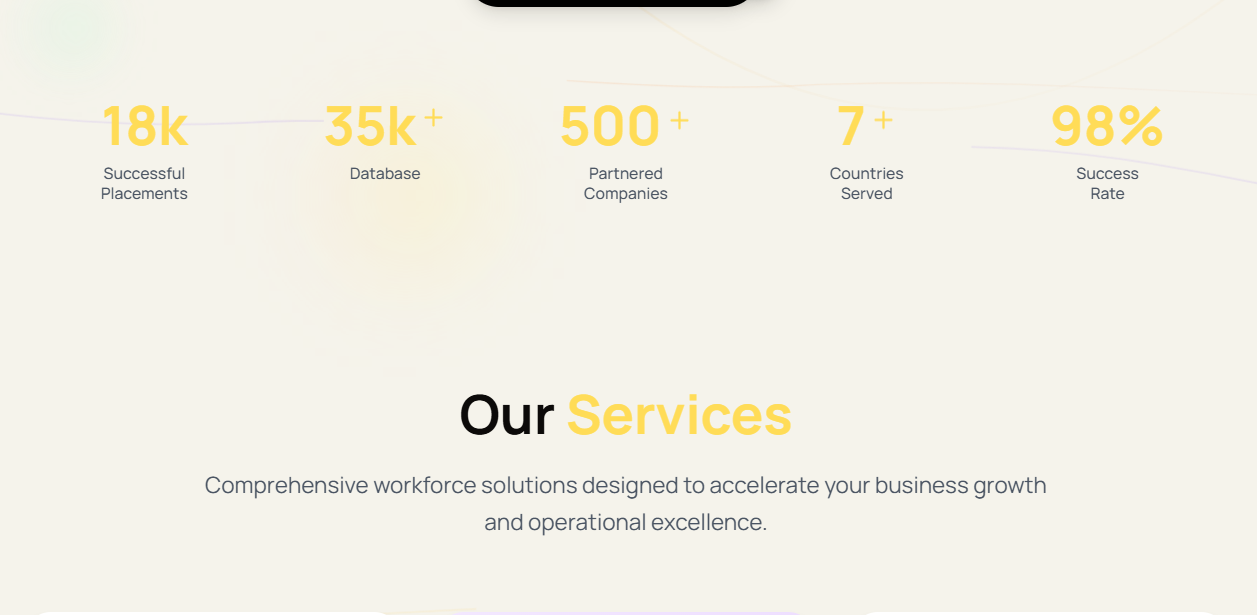 18k 35k+ 500+ 7+ 98%
Successful Database Partnered Countries Success
Placements Companies Served Rate
Our Services
Comprehensive workforce solutions designed to accelerate your business growth
and operational excellence.